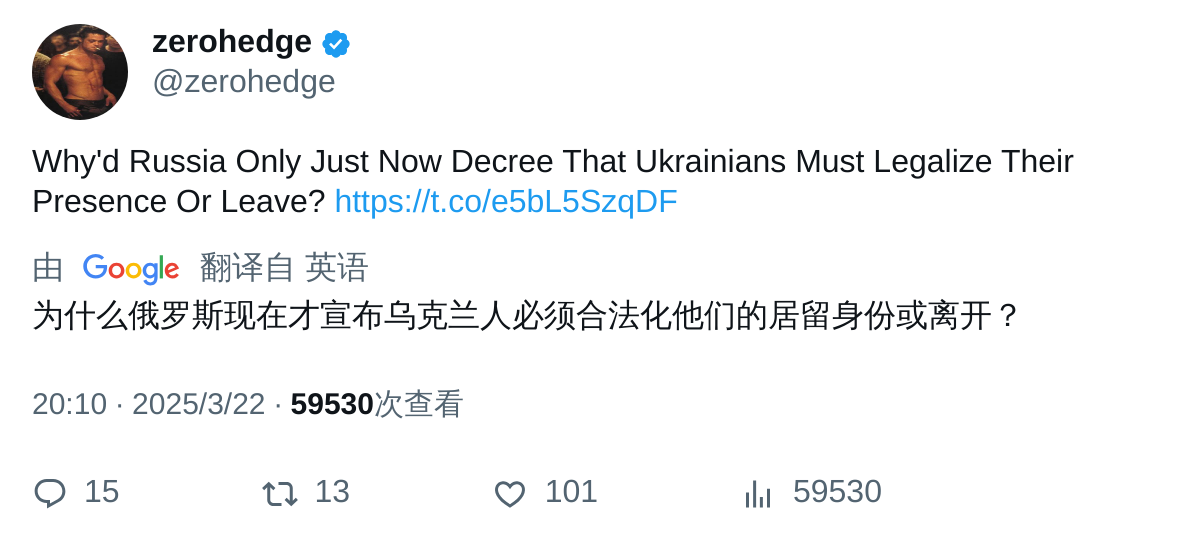 zerohedge
@zerohedge
Why'd Russia Only Just Now Decree That Ukrainians Must Legalize Their
Presence Or Leave? https://t.co/e5bL5SzqDF
由 Google 翻译自 英语
为什么俄罗斯现在才宣布乌克兰人必须合法化他们的居留身份或离开？
20:10 · 2025/3/22 · 59530次查看
15 13 101 59530